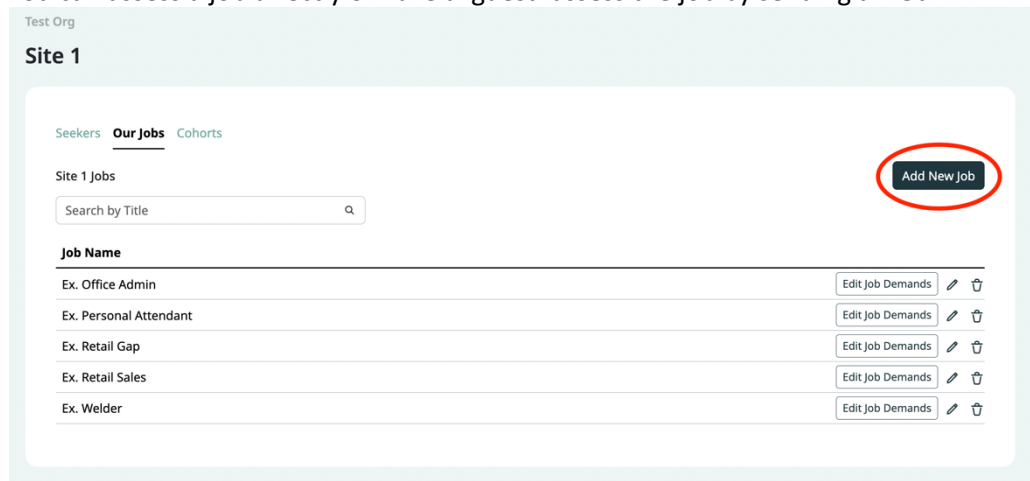 Test Org
Site 1
Seekers Our Jobs Cohorts
Site 1 Jobs
Add New Job
Search by Title
Job Name
Ex. Office Admin Edit Job Demands
Ex. Personal Attendant Edit Job Demands
Ex. Retail Gap Edit Job Demands
Ex. Retail Sales Edit Job Demands
Ex. Welder Edit Job Demands